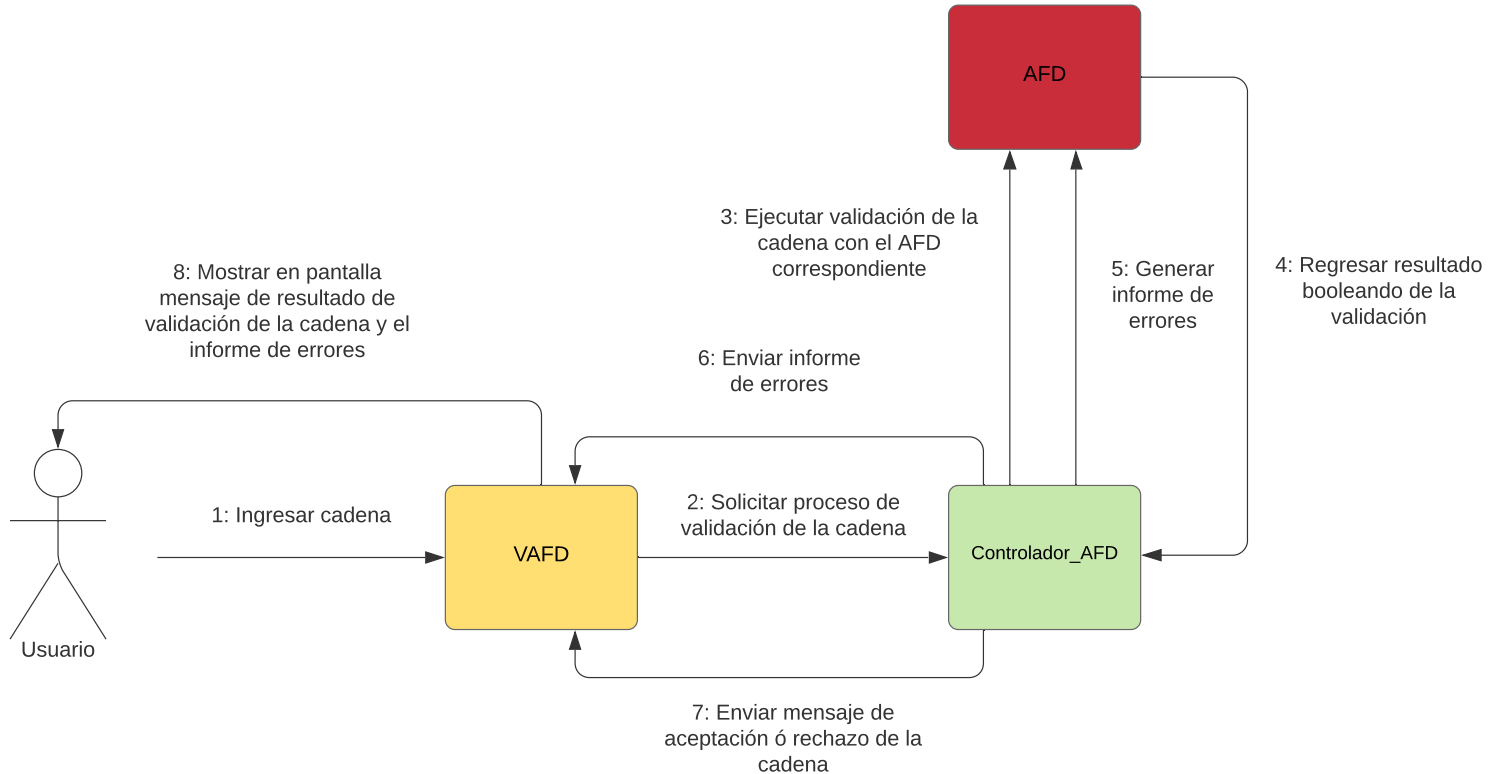 AFD
3: Ejecutar validación de la
cadena con el AFD
correspondiente
5: Generar
informe de
errores
4: Regresar resultado
booleando de la
validación
8: Mostrar en pantalla
mensaje de resultado de
validación de la cadena y el
informe de errores
6: Enviar informe
de errores
1: Ingresar cadena
VAFD
2: Solicitar proceso de
validación de la cadena
Controlador_AFD
Usuario
7: Enviar mensaje de
aceptación ó rechazo de la
cadena